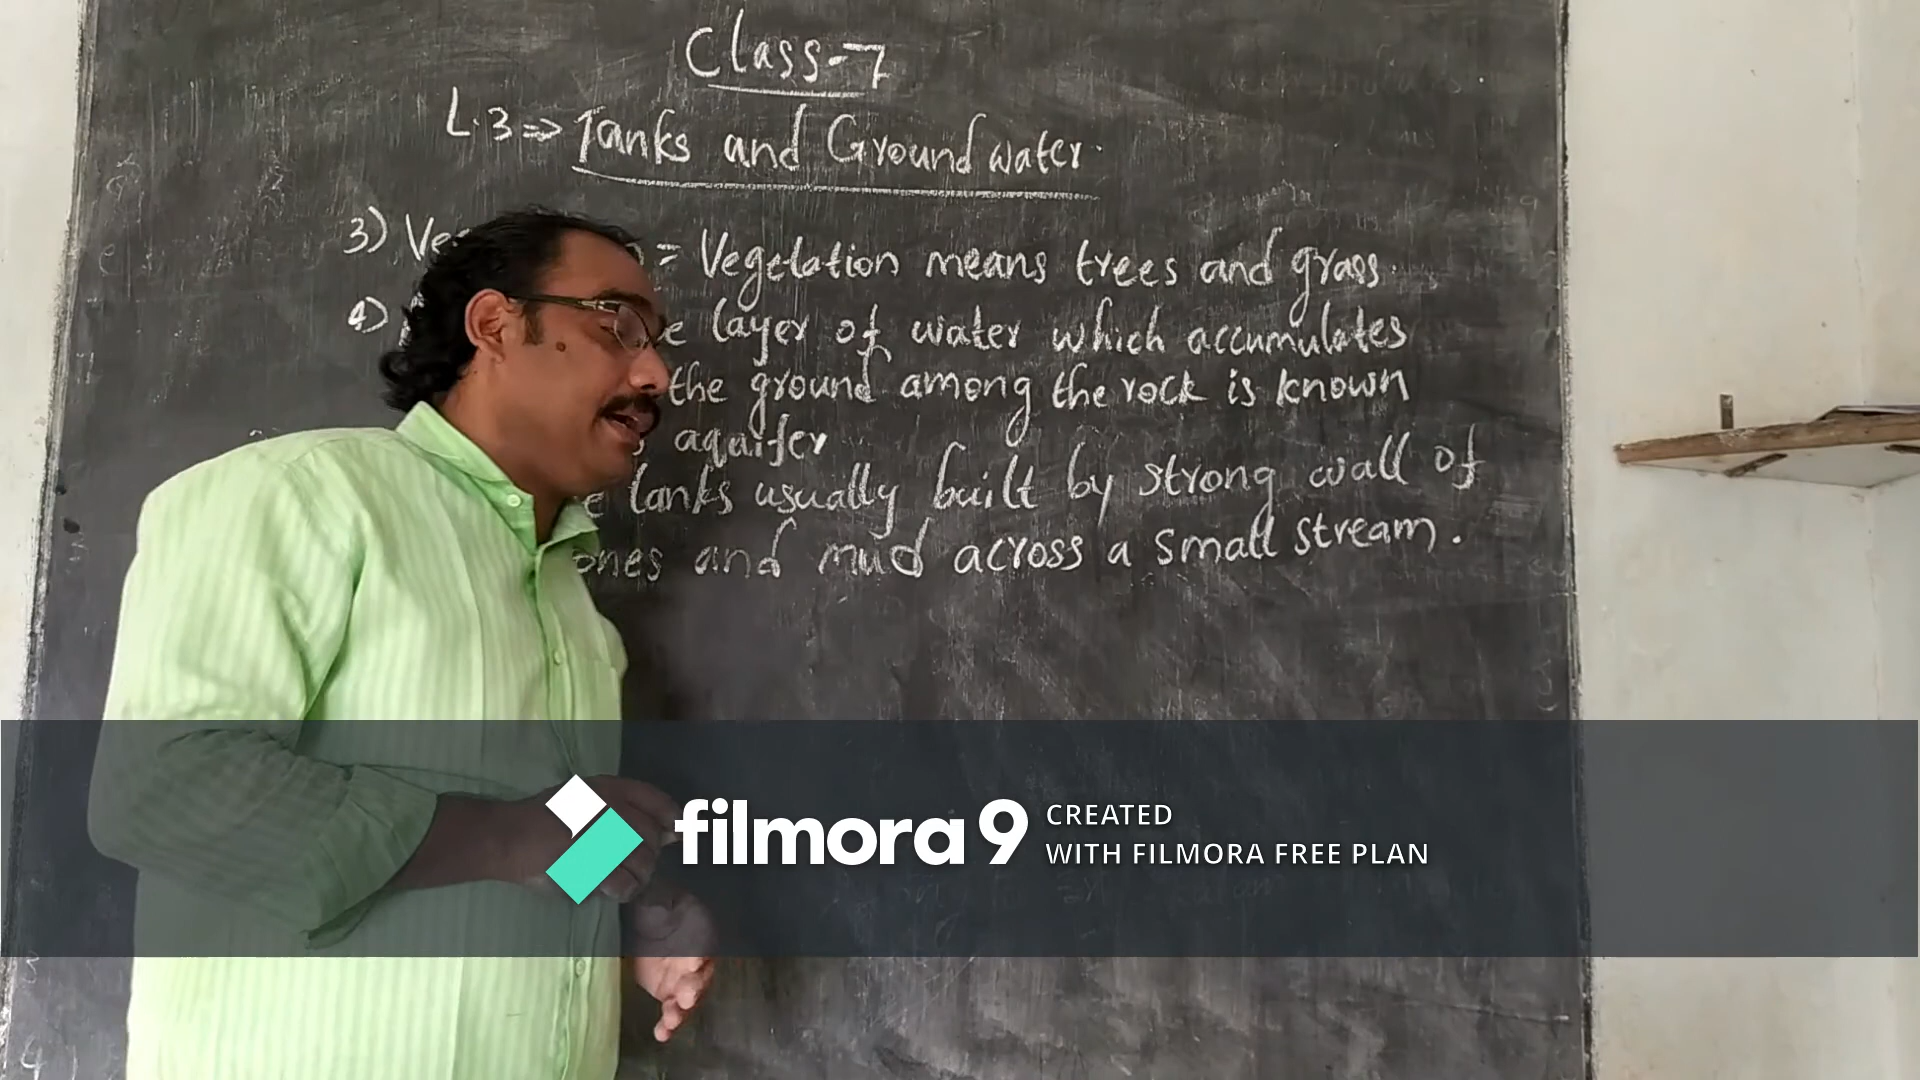 Class-7
L.3⇒ Tanks and Ground water.
3) = Vegetation means trees and grass.
4) layer of water which accumulates
the ground among the rock is known
aquifer
tanks usually built by strong wall of
and mud across a small stream.
filmora 9
CREATED
WITH FILMORA FREE PLAN